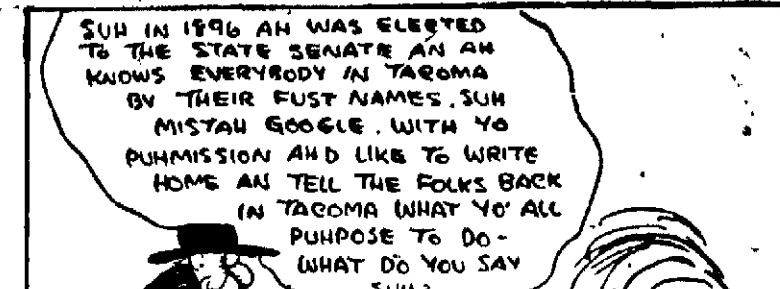 SUH IN 1896 AH WAS ELECTED
TO THE STATE SENATE AN AH
KNOWS EVERYBODY IN TACOMA
BY THEIR FUST NAMES. SUH
MISTAH GOOGLE. WITH YO
PUHMISSION AH'D LIKE TO WRITE
HOME AN TELL THE FOLKS BACK
IN TACOMA WHAT YO' ALL
PUHPOSE TO DO-
WHAT DO YOU SAY
SUH?